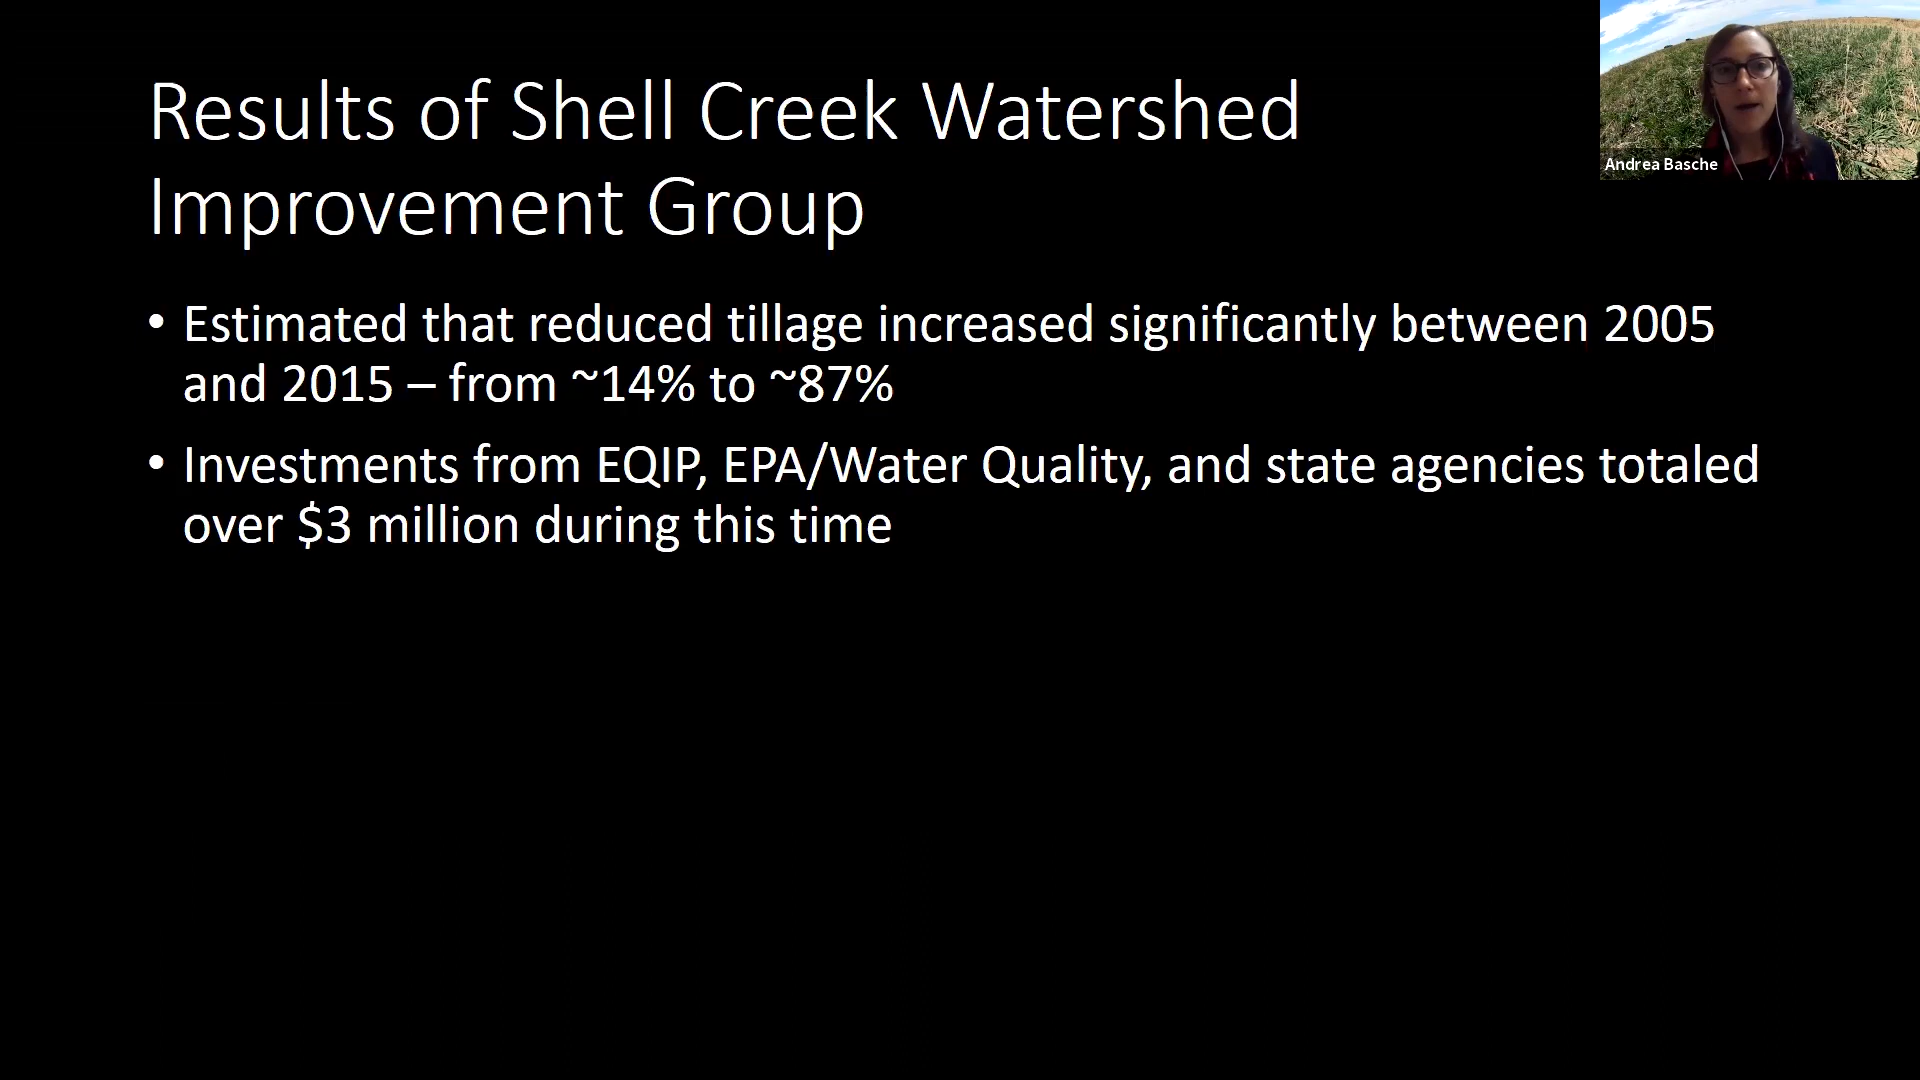 Results of Shell Creek Watershed
Improvement Group
Andrea Basche
• Estimated that reduced tillage increased significantly between 2005
and 2015 – from ~14% to ~87%
• Investments from EQIP, EPA/Water Quality, and state agencies totaled
over $3 million during this time